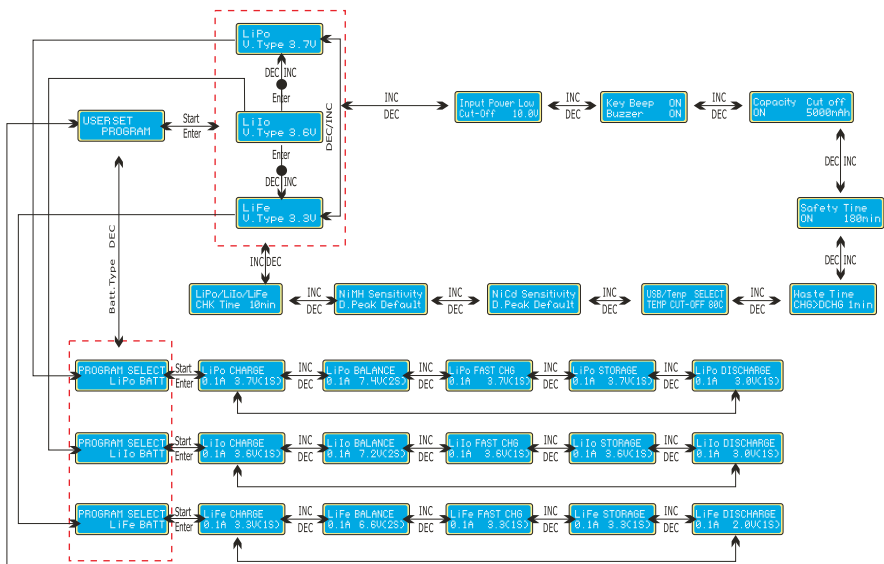 LiPo
V.Type 3.7V
DEC INC
Enter
LiIo
V.Type 3.6V
Enter
DEC INC
LiFe
V.Type 3.3V
DEC/INC
USER SET
PROGRAM
Start
Enter
INC
DEC
Input Power Low
Cut-Off 10.0V
INC
DEC
Key Beep ON
Buzzer ON
INC
DEC
Capacity Cut off
ON 5000mAh
DEC INC
Safety Time
ON 180min
DEC INC
Batt.Type DEC
INC DEC
LiPo/LiIo/LiFe
CHK Time 10min
INC
DEC
NiMH Sensitivity
D.Peak Default
INC
DEC
NiCd Sensitivity
D.Peak Default
INC
DEC
USB/Temp SELECT
TEMP CUT-OFF 80C
INC
DEC
Waste Time
CHG>DCHG 1min
PROGRAM SELECT
LiPo BATT
Start
Enter
LiPo CHARGE
0.1A 3.7V(1S)
INC
DEC
LiPo BALANCE
0.1A 7.4V(2S)
INC
DEC
LiPo FAST CHG
0.1A 3.7V(1S)
INC
DEC
LiPo STORAGE
0.1A 3.7V(1S)
INC
DEC
LiPo DISCHARGE
0.1A 3.0V(1S)
PROGRAM SELECT
LiIo BATT
Start
Enter
LiIo CHARGE
0.1A 3.6V(1S)
INC
DEC
LiIo BALANCE
0.1A 7.2V(2S)
INC
DEC
LiIo FAST CHG
0.1A 3.6V(1S)
INC
DEC
LiIo STORAGE
0.1A 3.6V(1S)
INC
DEC
LiIo DISCHARGE
0.1A 3.0V(1S)
PROGRAM SELECT
LiFe BATT
Start
Enter
LiFe CHARGE
0.1A 3.3V(1S)
INC
DEC
LiFe BALANCE
0.1A 6.6V(2S)
INC
DEC
LiFe FAST CHG
0.1A 3.3(1S)
INC
DEC
LiFe STORAGE
0.1A 3.3(1S)
INC
DEC
LiFe DISCHARGE
0.1A 2.0V(1S)